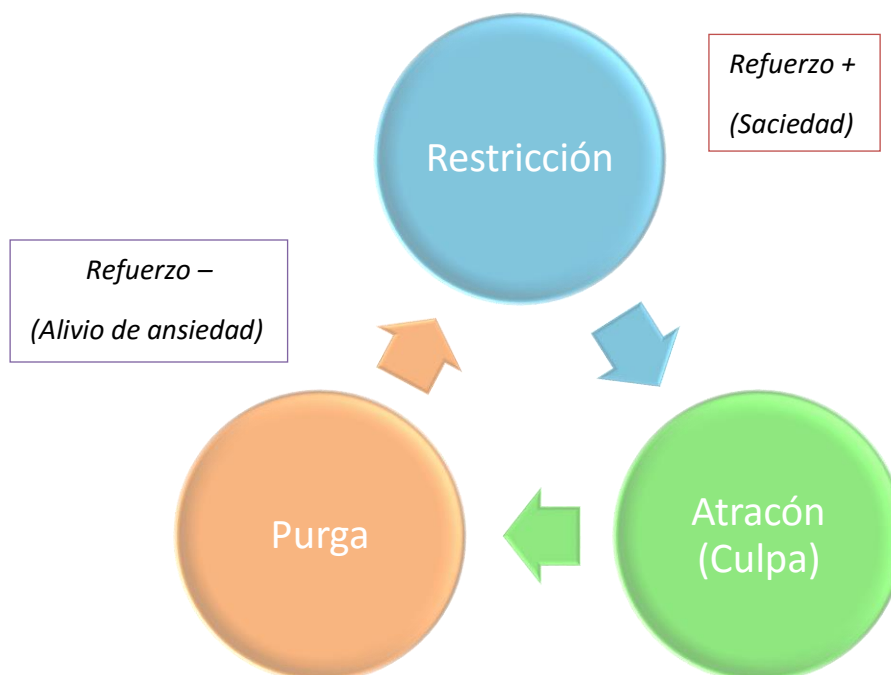 Restricción
Refuerzo +
(Saciedad)
Refuerzo –
(Alivio de ansiedad)
Purga
Atracón
(Culpa)